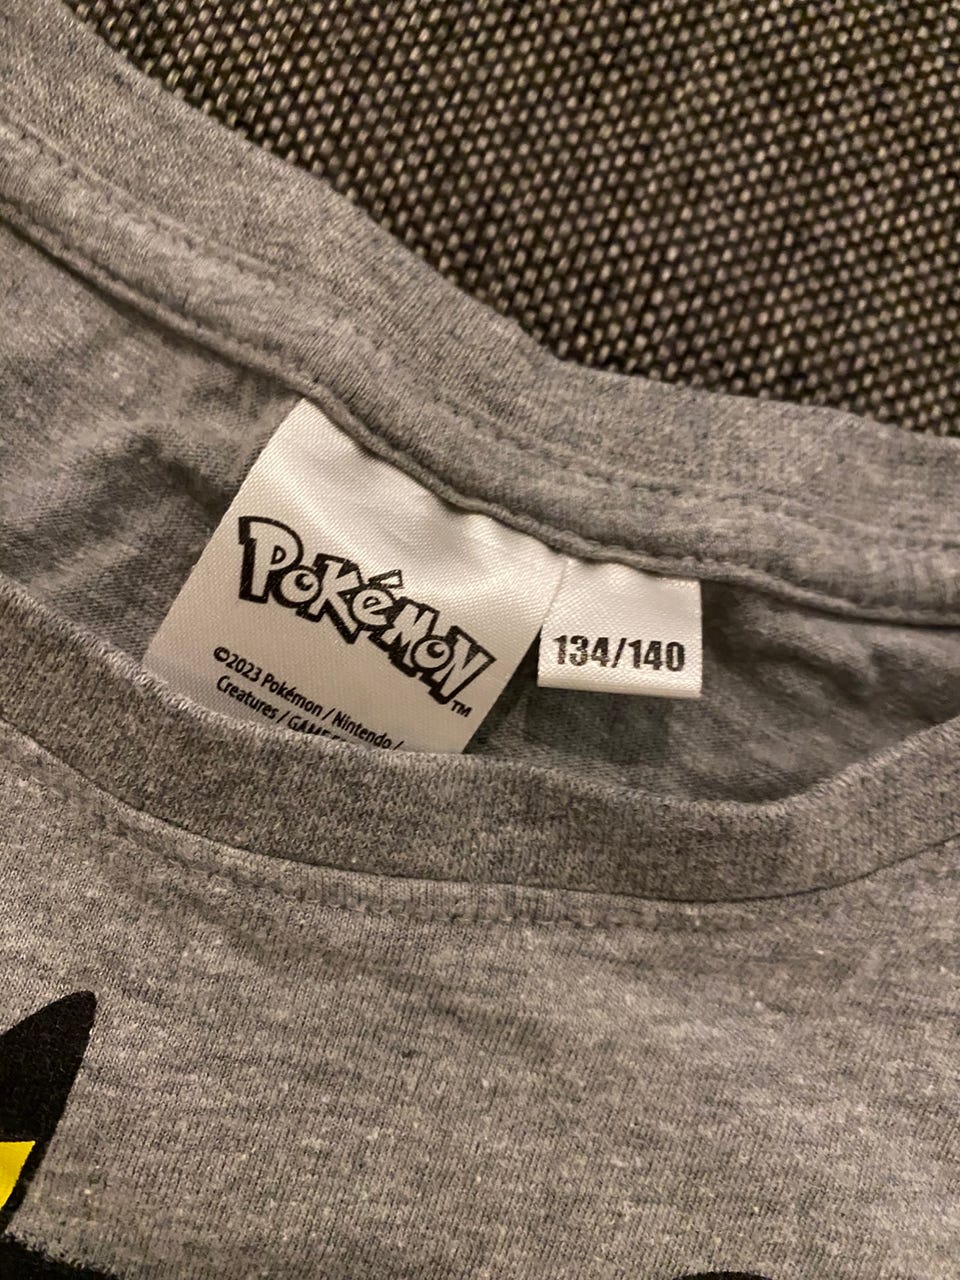 Pokémon™
©2023 Pokémon / Nintendo /
Creatures /
134/140